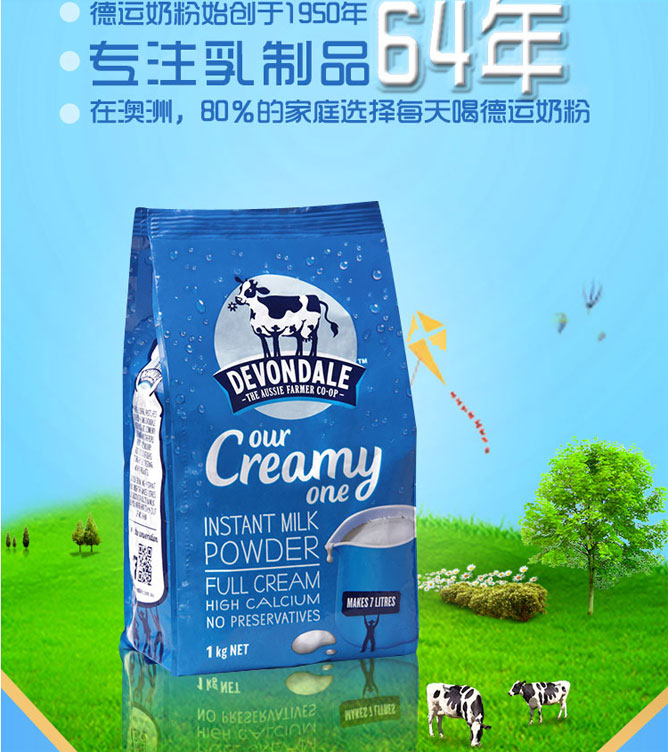 德运奶粉始创于1950年
专注乳制品64年
在澳洲，80%的家庭选择每天喝德运奶粉
DEVONDALE™
- THE AUSSIE FARMER CO-OP -
our
Creamy
one
INSTANT MILK
POWDER
FULL CREAM
HIGH CALCIUM
NO PRESERVATIVES
MAKES 7 LITRES
1 kg NET